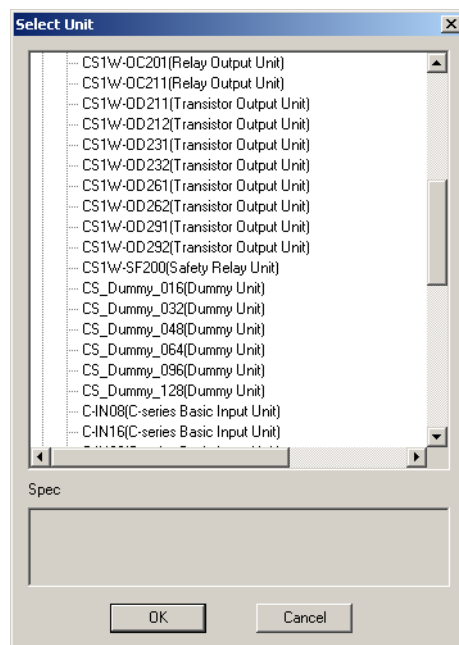 Select Unit
CS1W-OC201(Relay Output Unit)
CS1W-OC211(Relay Output Unit)
CS1W-OD211(Transistor Output Unit)
CS1W-OD212(Transistor Output Unit)
CS1W-OD231(Transistor Output Unit)
CS1W-OD232(Transistor Output Unit)
CS1W-OD261(Transistor Output Unit)
CS1W-OD262(Transistor Output Unit)
CS1W-OD291(Transistor Output Unit)
CS1W-OD292(Transistor Output Unit)
CS1W-SF200(Safety Relay Unit)
CS_Dummy_016(Dummy Unit)
CS_Dummy_032(Dummy Unit)
CS_Dummy_048(Dummy Unit)
CS_Dummy_064(Dummy Unit)
CS_Dummy_096(Dummy Unit)
CS_Dummy_128(Dummy Unit)
C-IN08(C-series Basic Input Unit)
C-IN16(C-series Basic Input Unit)
Spec
OK Cancel